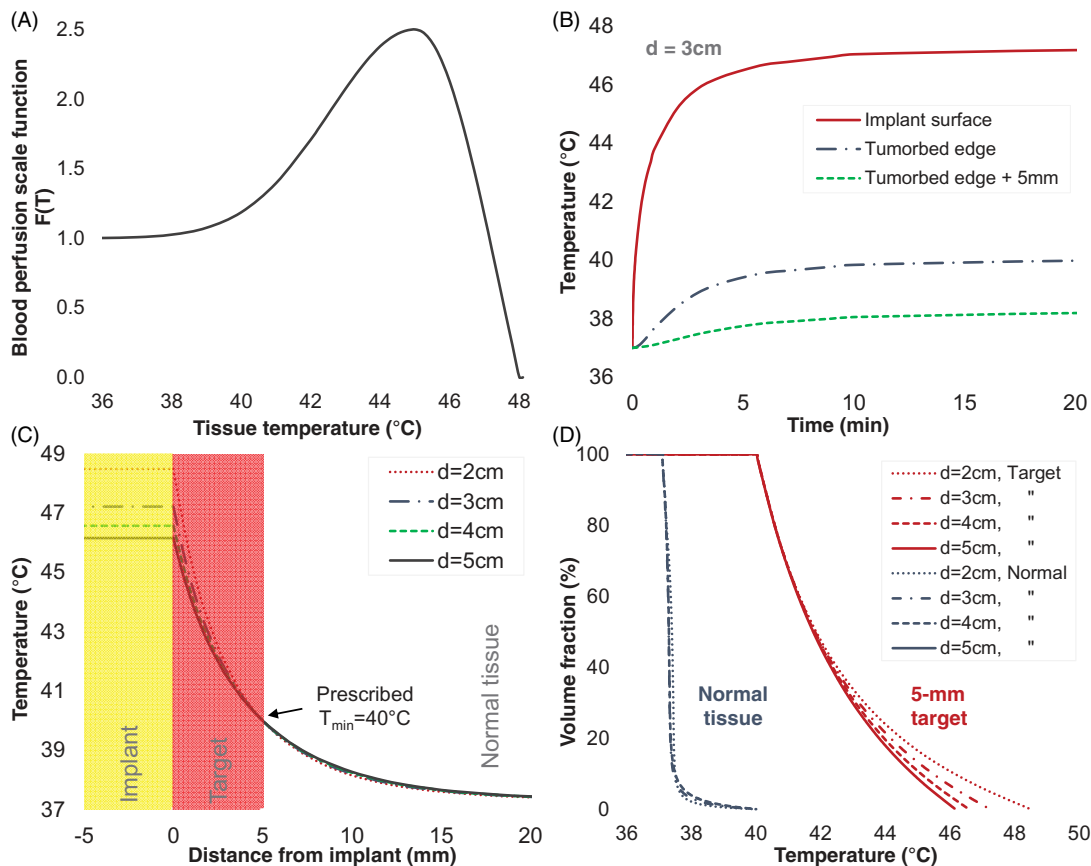 (A)
Blood perfusion scale function
F(T)
2.5
2.0
1.5
1.0
0.5
0.0
36
38
40
42
44
46
48
Tissue temperature (°C)
(B)
d = 3cm
Temperature (°C)
48
46
44
42
40
38
36
Implant surface
Tumorbed edge
Tumorbed edge + 5mm
0
5
10
15
20
Time (min)
(C)
Temperature (°C)
49
47
45
43
41
39
37
d=2cm
d=3cm
d=4cm
d=5cm
Prescribed
Tmin=40°C
Implant
Target
Normal tissue
-5
0
5
10
15
20
Distance from implant (mm)
(D)
Volume fraction (%)
100
80
60
40
20
0
d=2cm, Target
d=3cm, "
d=4cm, "
d=5cm, "
d=2cm, Normal
d=3cm, "
d=4cm, "
d=5cm, "
Normal
tissue
5-mm
target
36
38
40
42
44
46
48
50
Temperature (°C)